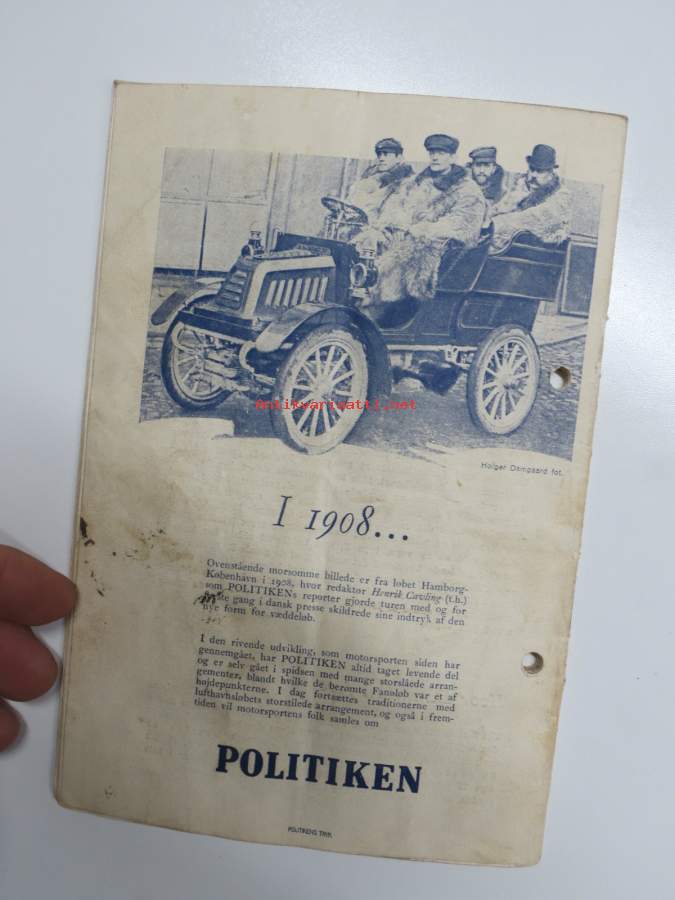 antikvariaatti.net
Holger Damgaard fot.
I 1908...
Ovenstående morsomme billede er fra løbet Hamborg-
København i 1908, hvor redaktør Henrik Cavling (t.h.)
som POLITIKENs reporter gjorde turen med og for
første gang i dansk presse skildrede sine indtryk af den
nye form for væddeløb.
I den rivende udvikling, som motorsporten siden har
gennemgået, har POLITIKEN altid taget levende del
og er selv gået i spidsen med mange storslåede arran-
gementer, blandt hvilke de berømte Fanøløb var et af
højdepunkterne. I dag fortsættes traditionerne med
lufthavnsløbets storstilede arrangement, og også i frem-
tiden vil motorsportens folk samles om
POLITIKEN
POLITIKENS TRYK